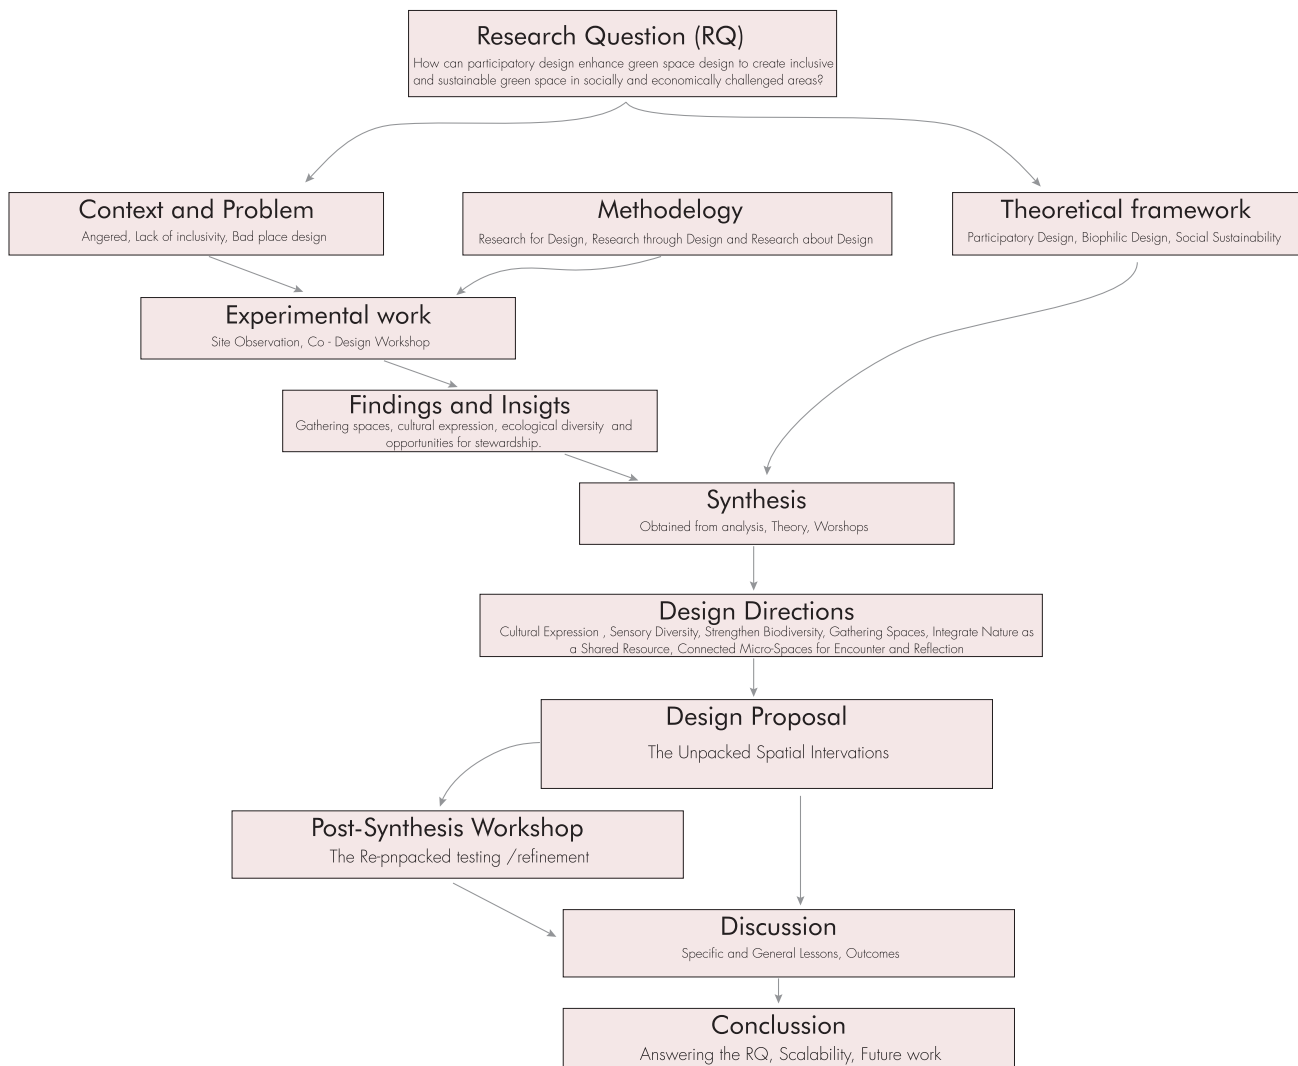 Research Question (RQ)
How can participatory design enhance green space design to create inclusive
and sustainable green space in socially and economically challenged areas?
Context and Problem
Angered, Lack of inclusivity, Bad place design
Methodelogy
Research for Design, Research through Design and Research about Design
Theoretical framework
Participatory Design, Biophilic Design, Social Sustainability
Experimental work
Site Observation, Co - Design Workshop
Findings and Insigts
Gathering spaces, cultural expression, ecological diversity  and
opportunities for stewardship.
Synthesis
Obtained from analysis, Theory, Worshops
Design Directions
Cultural Expression , Sensory Diversity, Strengthen Biodiversity, Gathering Spaces, Integrate Nature as
a Shared Resource, Connected Micro-Spaces for Encounter and Reflection
Design Proposal
The Unpacked Spatial Intervations
Post-Synthesis Workshop
The Re-pnpacked testing /refinement
Discussion
Specific and General Lessons, Outcomes
Conclussion
Answering the RQ, Scalability, Future work